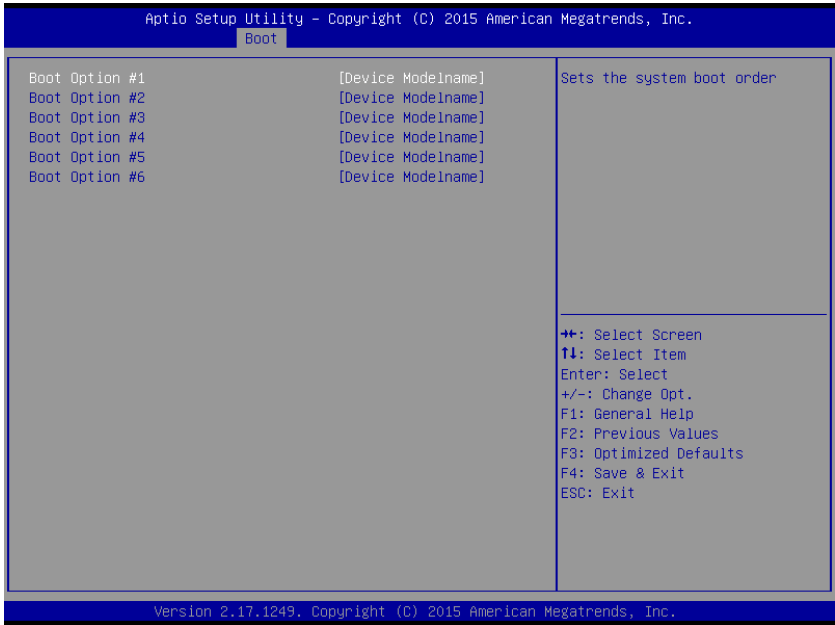 Aptio Setup Utility – Copyright (C) 2015 American Megatrends, Inc.
Boot
Boot Option #1 [Device Modelname]
Boot Option #2 [Device Modelname]
Boot Option #3 [Device Modelname]
Boot Option #4 [Device Modelname]
Boot Option #5 [Device Modelname]
Boot Option #6 [Device Modelname]
Sets the system boot order
→←: Select Screen
↑↓: Select Item
Enter: Select
+/-: Change Opt.
F1: General Help
F2: Previous Values
F3: Optimized Defaults
F4: Save & Exit
ESC: Exit
Version 2.17.1249. Copyright (C) 2015 American Megatrends, Inc.